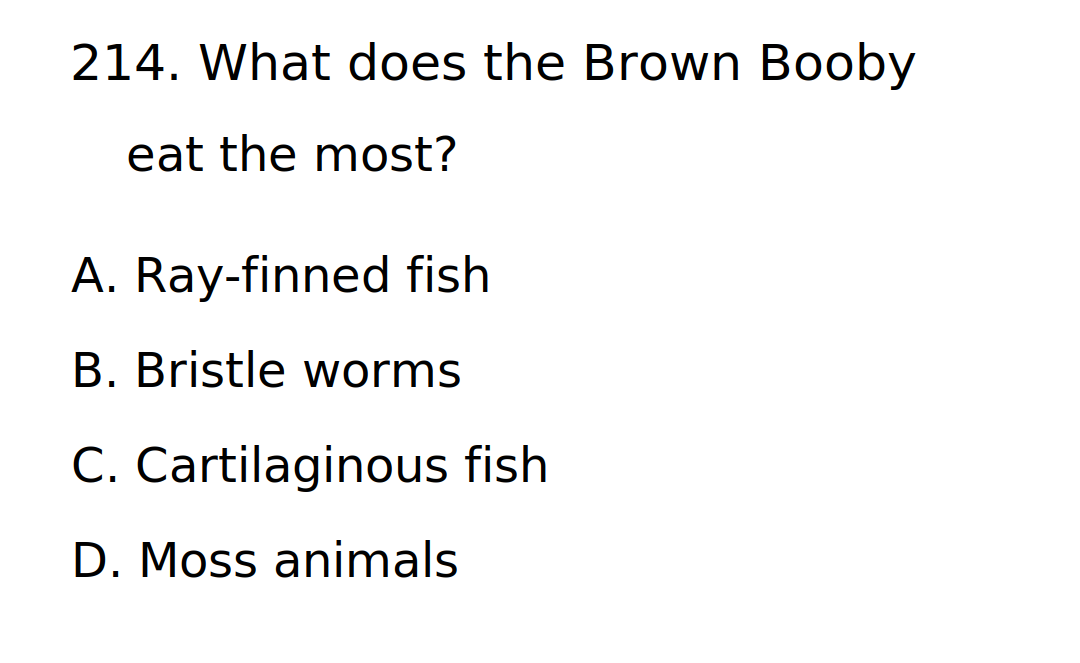 214. What does the Brown Booby
eat the most?
A. Ray-finned fish
B. Bristle worms
C. Cartilaginous fish
D. Moss animals